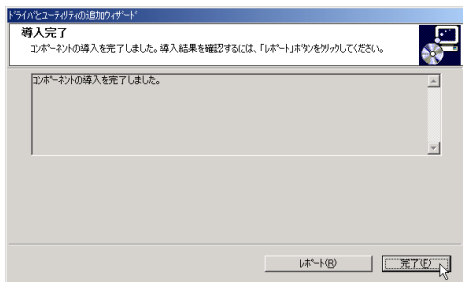 ﾄﾞﾗｲﾊﾞとﾕｰﾃｨﾘﾃｨの追加ｳｨｻﾞｰﾄﾞ
導入完了
ｺﾝﾎﾟｰﾈﾝﾄの導入を完了しました。導入結果を確認するには、「ﾚﾎﾟｰﾄ」ﾎﾞﾀﾝをｸﾘｯｸしてください。
ｺﾝﾎﾟｰﾈﾝﾄの導入を完了しました。
ﾚﾎﾟｰﾄ(R)
完了(F)